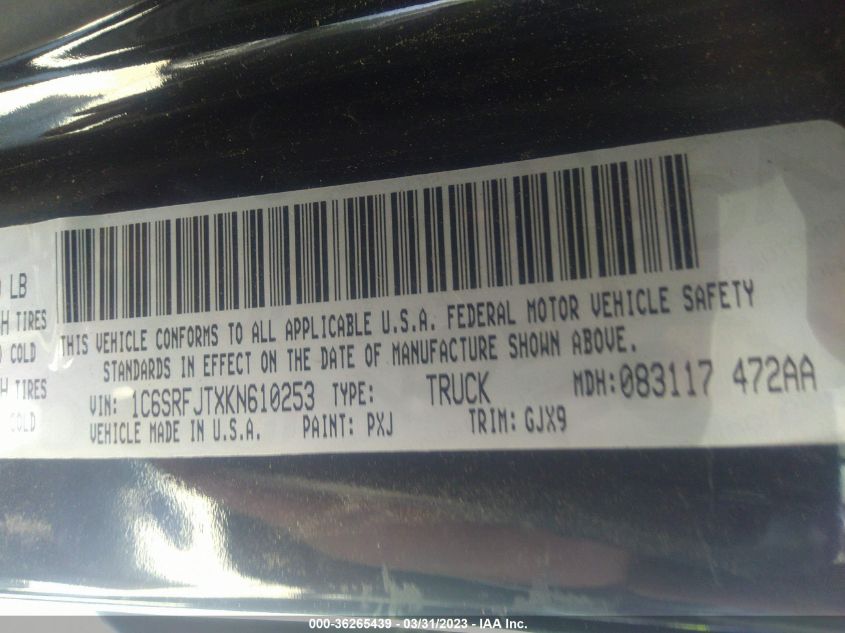 LB
TIRES
COLD
TIRES
COLD
THIS VEHICLE CONFORMS TO ALL APPLICABLE U.S.A. FEDERAL MOTOR VEHICLE SAFETY
STANDARDS IN EFFECT ON THE DATE OF MANUFACTURE SHOWN ABOVE.
VIN: 1C6SRFJTXKN610253 TYPE: TRUCK MDH:083117 472AA
VEHICLE MADE IN U.S.A. PAINT: PXJ TRIM: GJX9
000-36265439 - 03/31/2023 - IAA Inc.